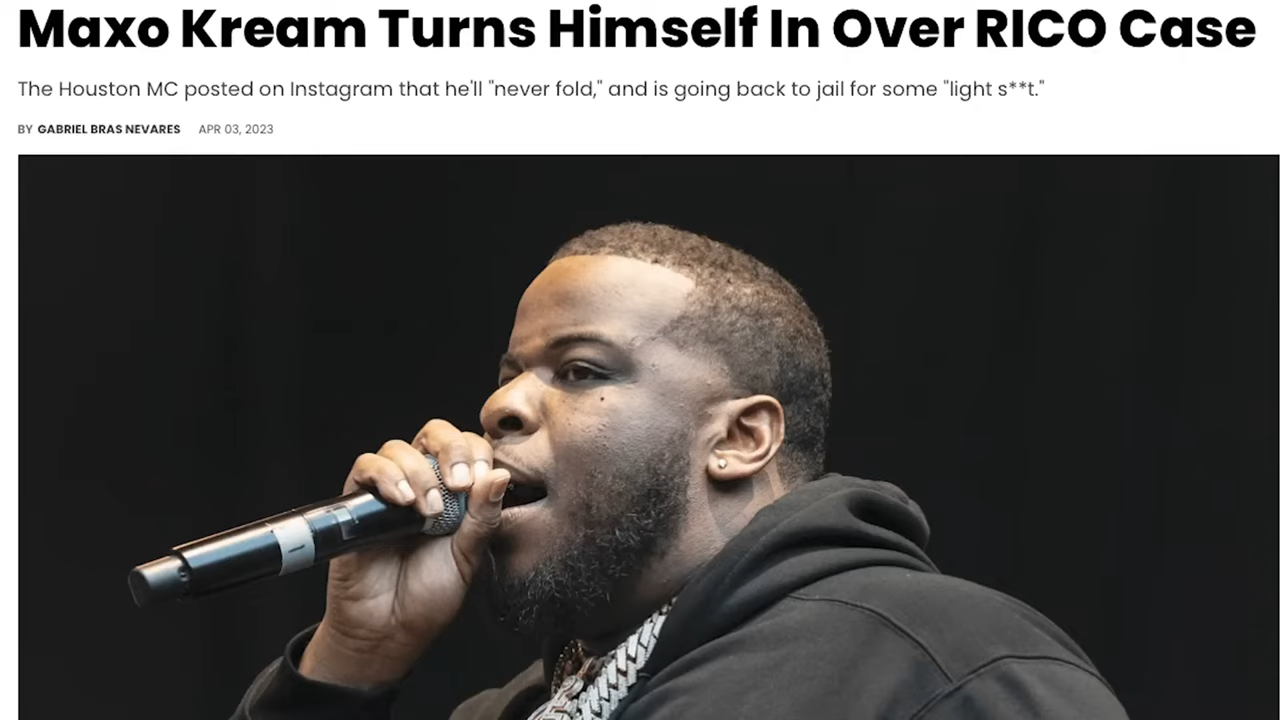 Maxo Kream Turns Himself In Over RICO Case
The Houston MC posted on Instagram that he'll "never fold," and is going back to jail for some "light s**t."
BY GABRIEL BRAS NEVARES APR 03, 2023